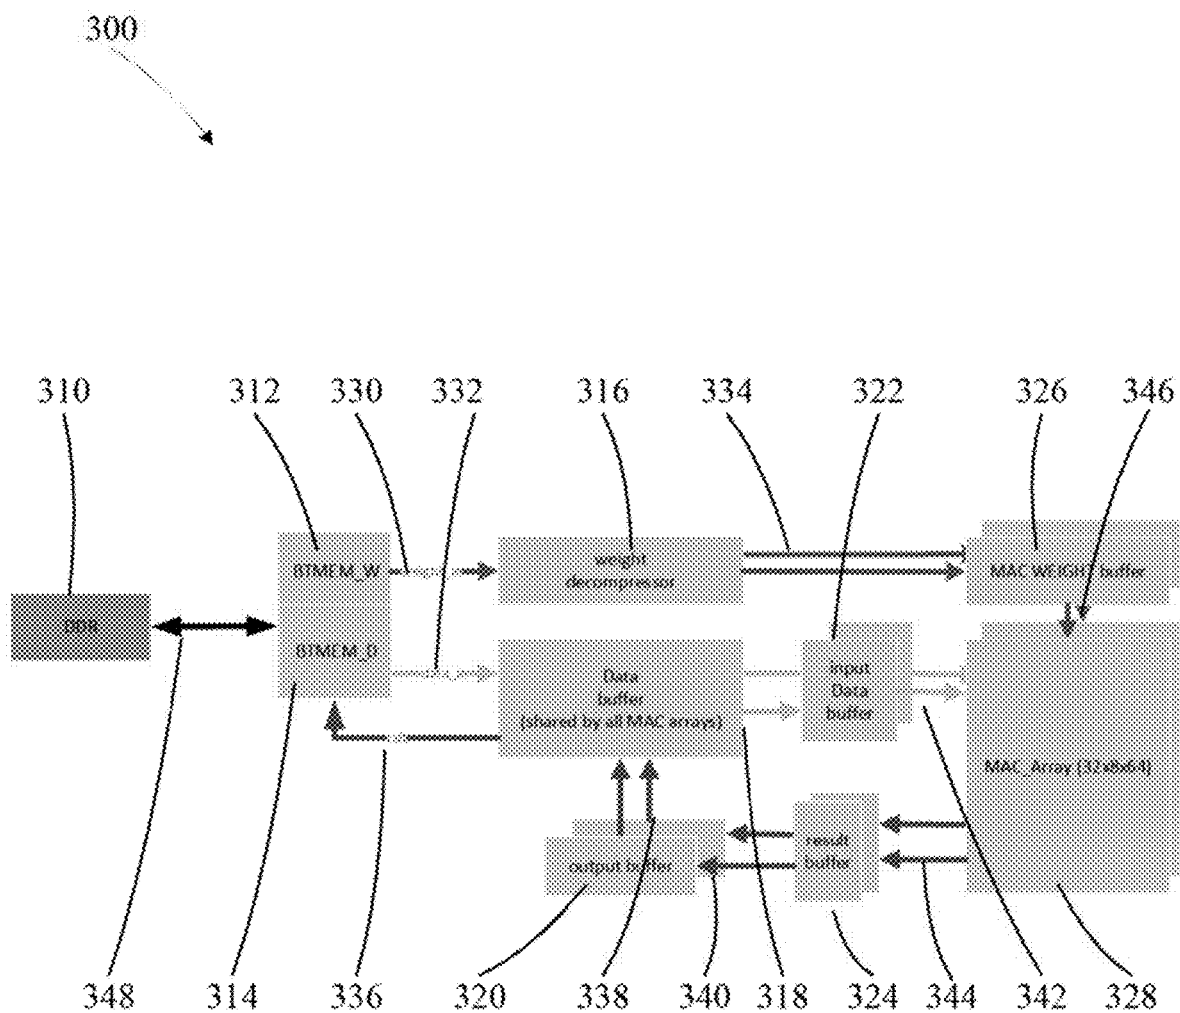 300
310
312
330
332
316
334
322
326
346
BTMEM_W
weight
decompressor
MAC WEIGHT buffer
DDR
BTMEM_D
Data
buffer
(shared by all MAC arrays)
input
Data
buffer
MAC_Array (32x8x64)
result
buffer
output buffer
348
314
336
320
338
340
318
324
344
342
328